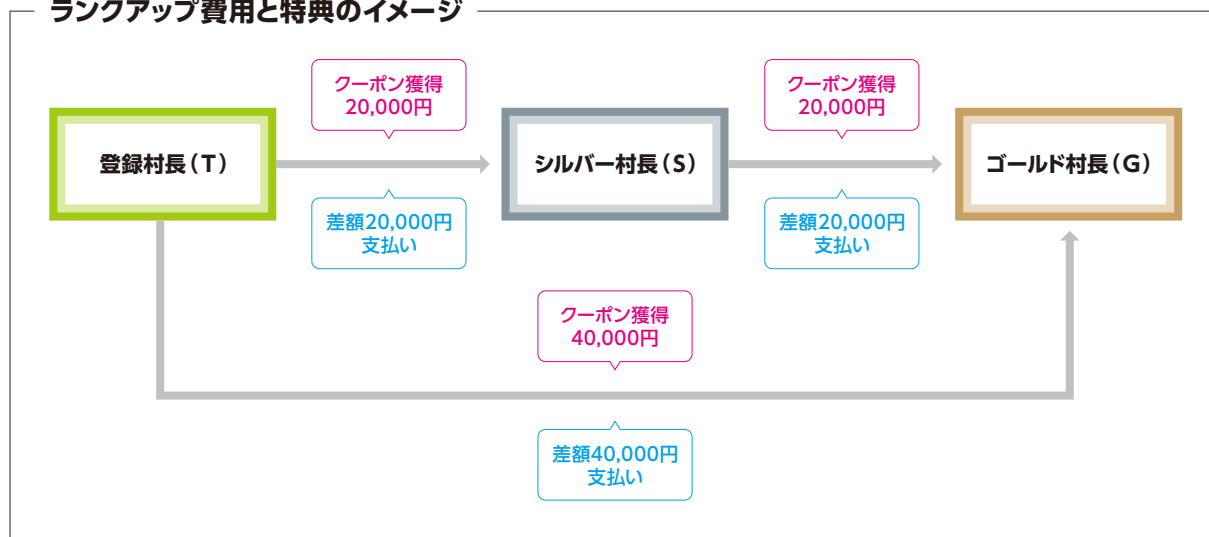 ランクアップ費用と特典のイメージ
クーポン獲得
20,000円
クーポン獲得
20,000円
登録村長(T)
シルバー村長(S)
ゴールド村長(G)
差額20,000円
支払い
差額20,000円
支払い
クーポン獲得
40,000円
差額40,000円
支払い